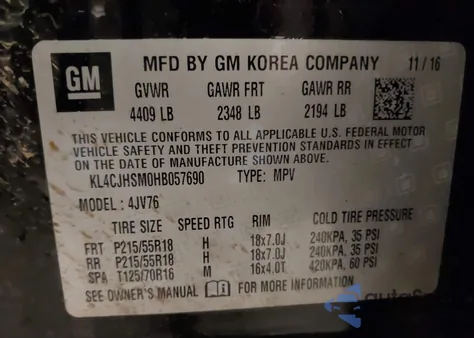 GM MFD BY GM KOREA COMPANY 11/16
GVWR GAWR FRT GAWR RR
4409 LB 2348 LB 2194 LB
THIS VEHICLE CONFORMS TO ALL APPLICABLE U.S. FEDERAL MOTOR
VEHICLE SAFETY AND THEFT PREVENTION STANDARDS IN EFFECT
ON THE DATE OF MANUFACTURE SHOWN ABOVE.
KL4CJHSM0HB057690 TYPE: MPV
MODEL: 4JV76
TIRE SIZE SPEED RTG RIM COLD TIRE PRESSURE
FRT P215/55R18 H 18x7.0J 240KPA, 35 PSI
RR P215/55R18 H 18x7.0J 240KPA, 35 PSI
SPA T125/70R16 M 16x4.0T 420KPA, 60 PSI
SEE OWNER'S MANUAL FOR MORE INFORMATION